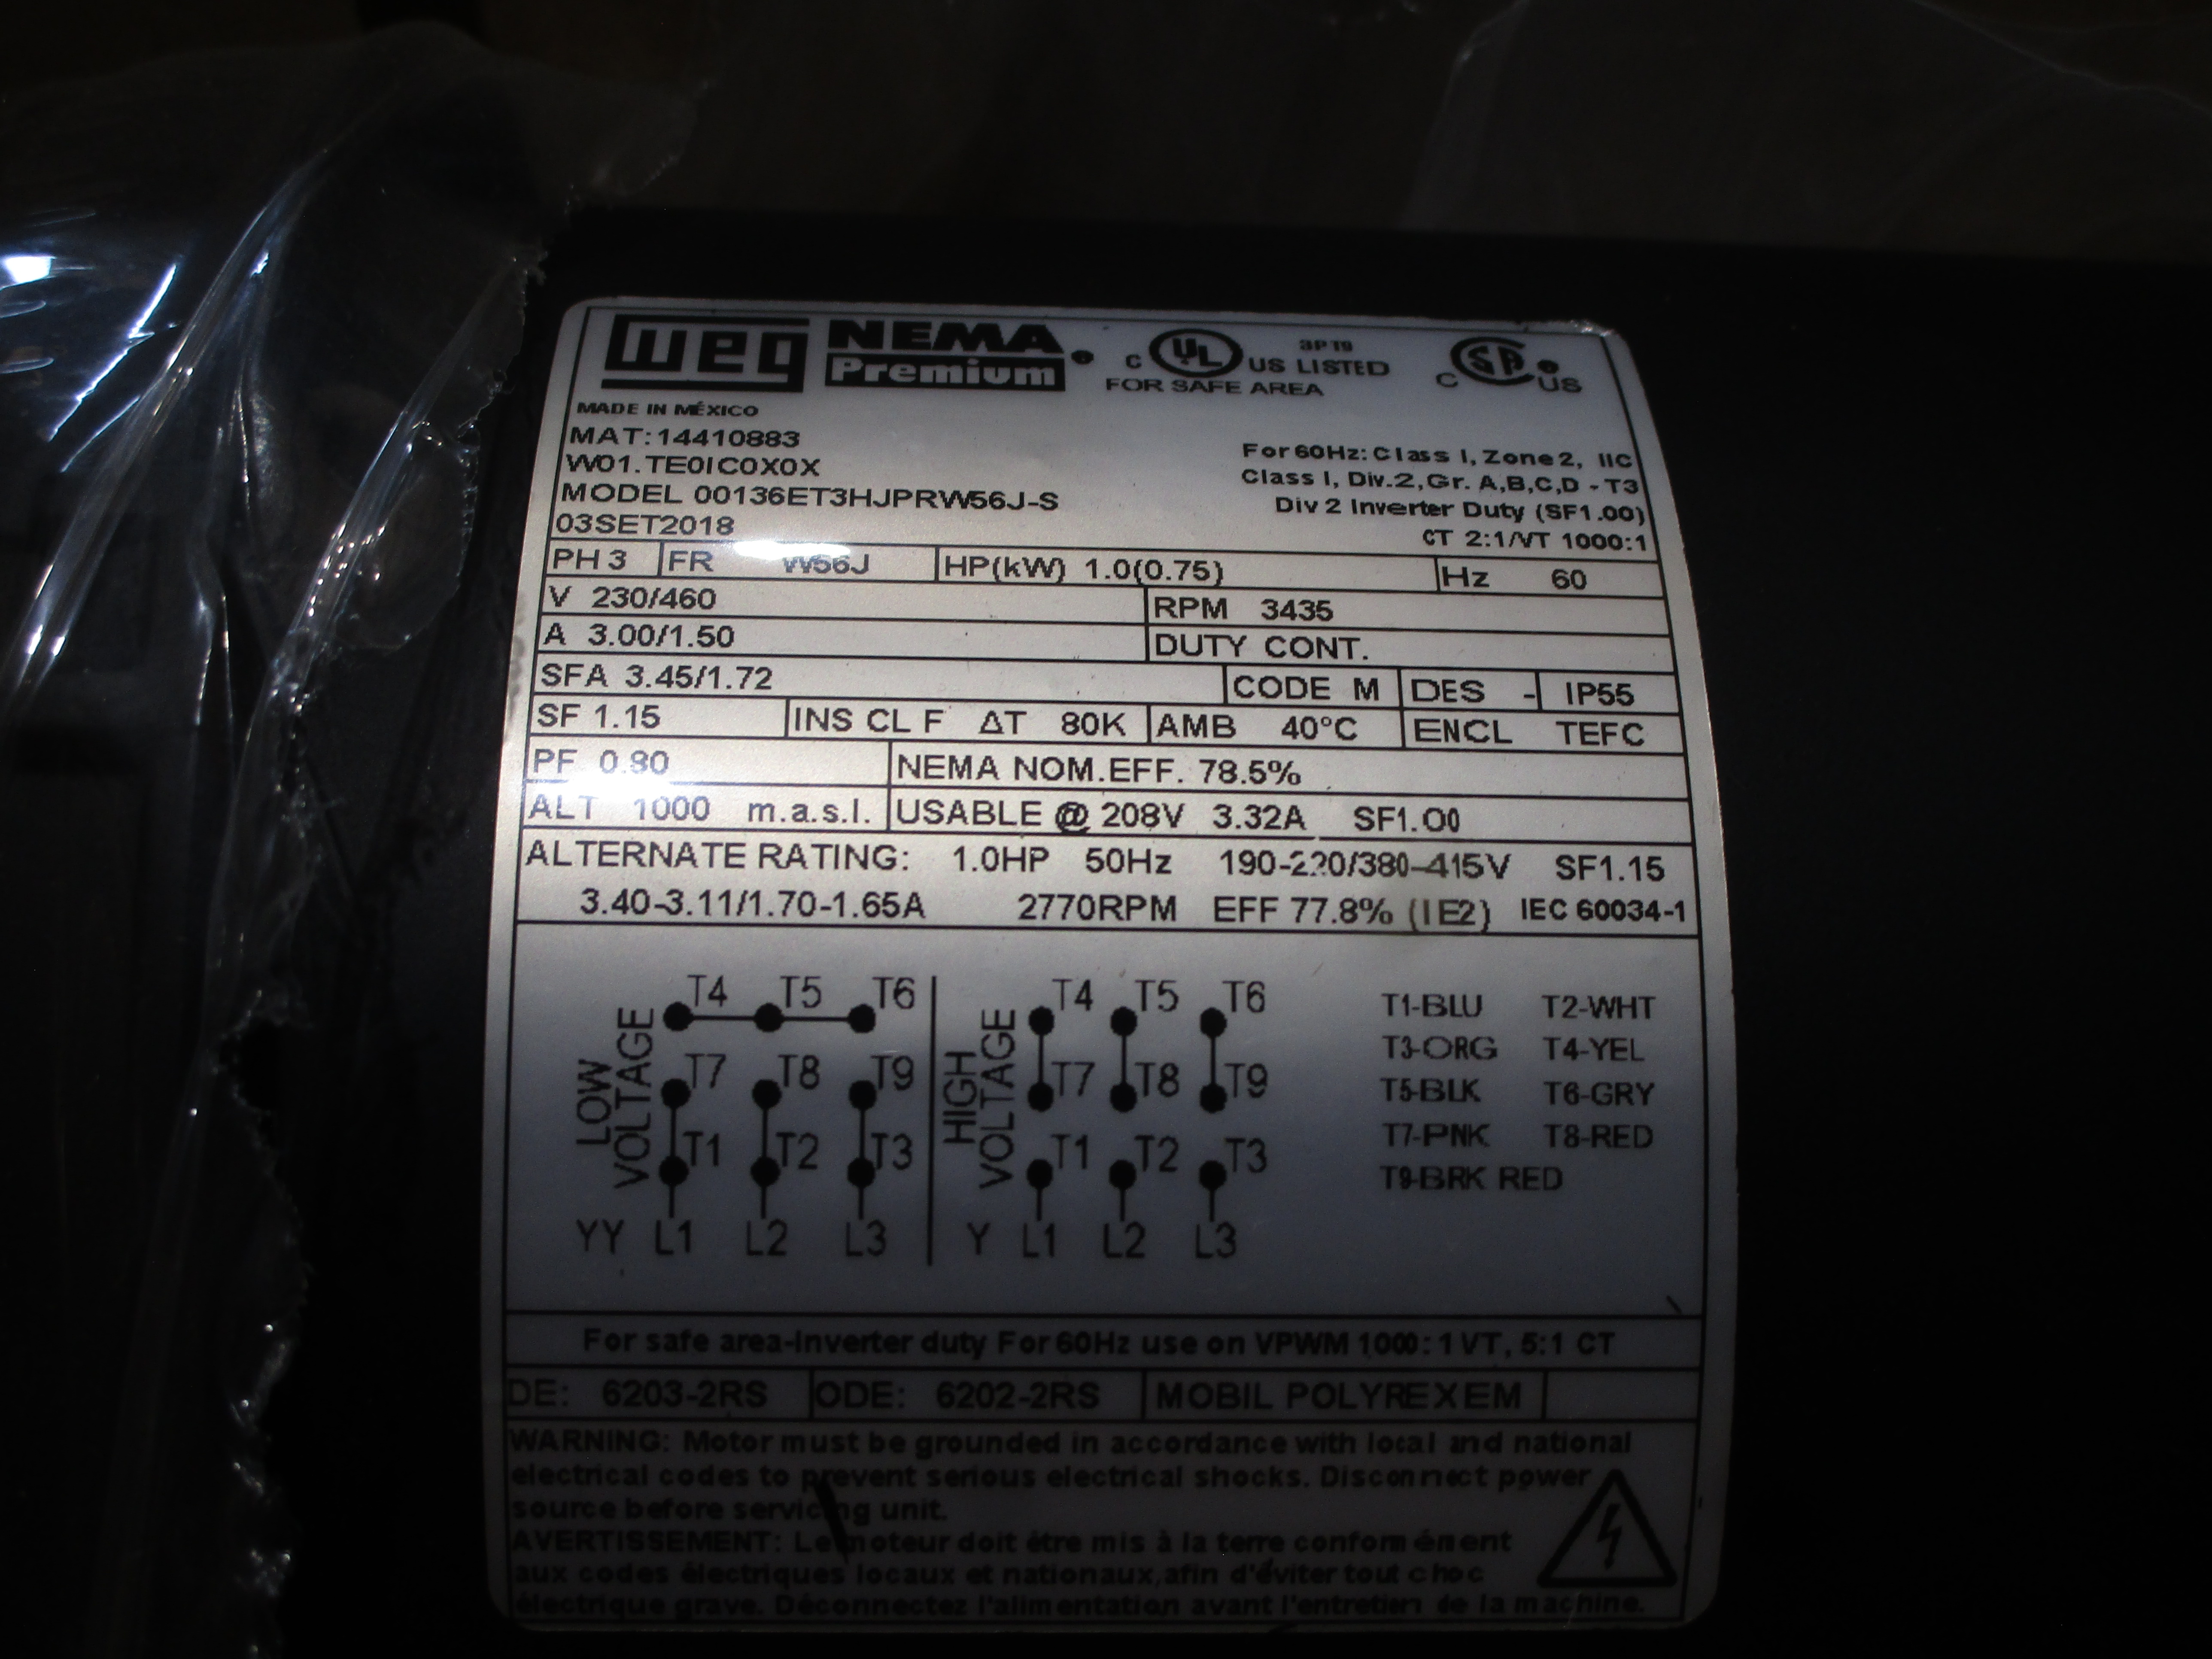 WEG NEMA Premium ® C UL US LISTED 3PT9 C SP ® US
FOR SAFE AREA
MADE IN MÉXICO
MAT:14410883
W01.TE0IC0X0X
MODEL 00136ET3HJPRW56J-S
03SET2018
For 60Hz: Class I, Zone 2, IIC
Class I, Div.2, Gr. A,B,C,D - T3
Div 2 Inverter Duty (SF1.00)
CT 2:1/VT 1000:1
PH 3 FR W56J HP(kW) 1.0(0.75) Hz 60
V 230/460 RPM 3435
A 3.00/1.50 DUTY CONT.
SFA 3.45/1.72 CODE M DES - IP55
SF 1.15 INS CL F ΔT 80K AMB 40°C ENCL TEFC
PF 0.80 NEMA NOM.EFF. 78.5%
ALT 1000 m.a.s.l. USABLE @ 208V 3.32A SF1.00
ALTERNATE RATING: 1.0HP 50Hz 190-220/380-415V SF1.15
3.40-3.11/1.70-1.65A 2770RPM EFF 77.8% (IE2) IEC 60034-1
LOW VOLTAGE
T4 T5 T6
T7 T8 T9
T1 T2 T3
YY L1 L2 L3
HIGH VOLTAGE
T4 T5 T6
T7 T8 T9
T1 T2 T3
Y L1 L2 L3
T1-BLU T2-WHT
T3-ORG T4-YEL
T5-BLK T6-GRY
T7-PNK T8-RED
T9-BRK RED
For safe area-Inverter duty For 60Hz use on VPWM 1000:1 VT, 5:1 CT
DE: 6203-2RS ODE: 6202-2RS MOBIL POLYREX EM
WARNING: Motor must be grounded in accordance with local and national
electrical codes to prevent serious electrical shocks. Disconnect power
source before servicing unit.
AVERTISSEMENT: Le moteur doit être mis à la terre conformément
aux codes électriques locaux et nationaux, afin d'éviter tout choc
électrique grave. Déconnectez l'alimentation avant l'entretien de la machine.